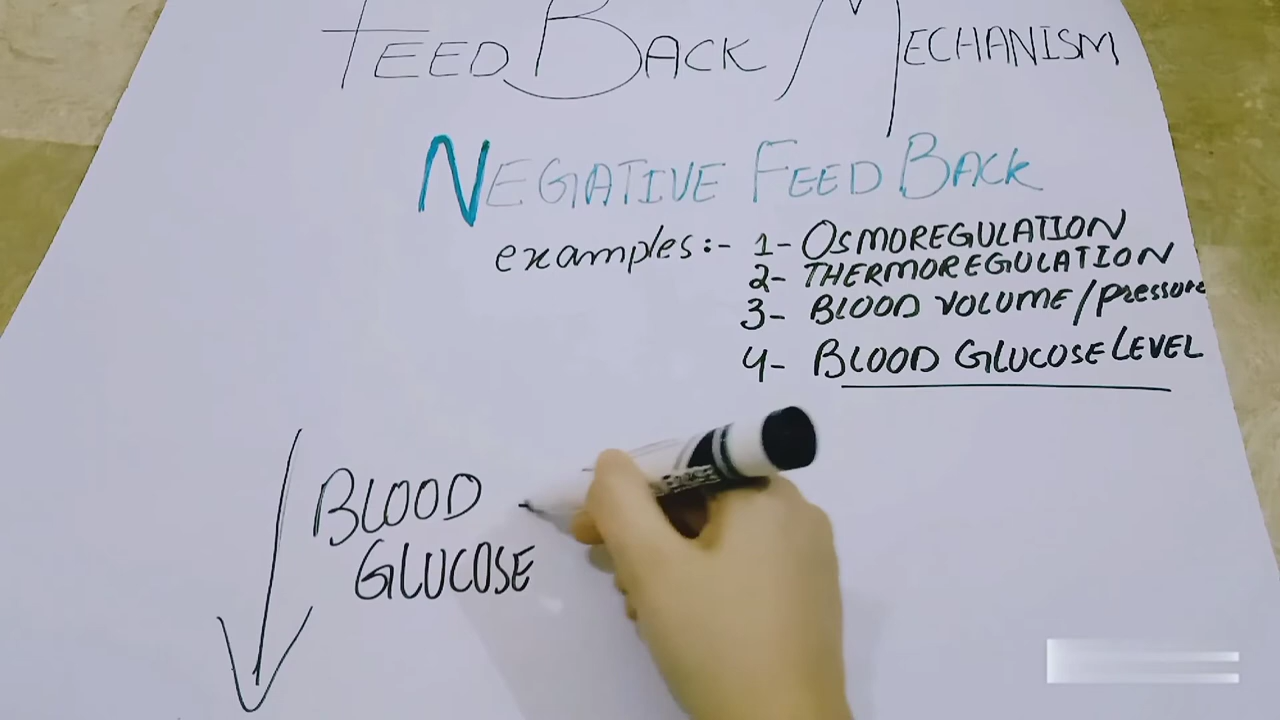 FEED BACK MECHANISM
NEGATIVE FEED BACK
examples:- 1- OSMOREGULATION
2- THERMOREGULATION
3- BLOOD VOLUME/pressure
4- BLOOD GLUCOSE LEVEL
BLOOD
GLUCOSE